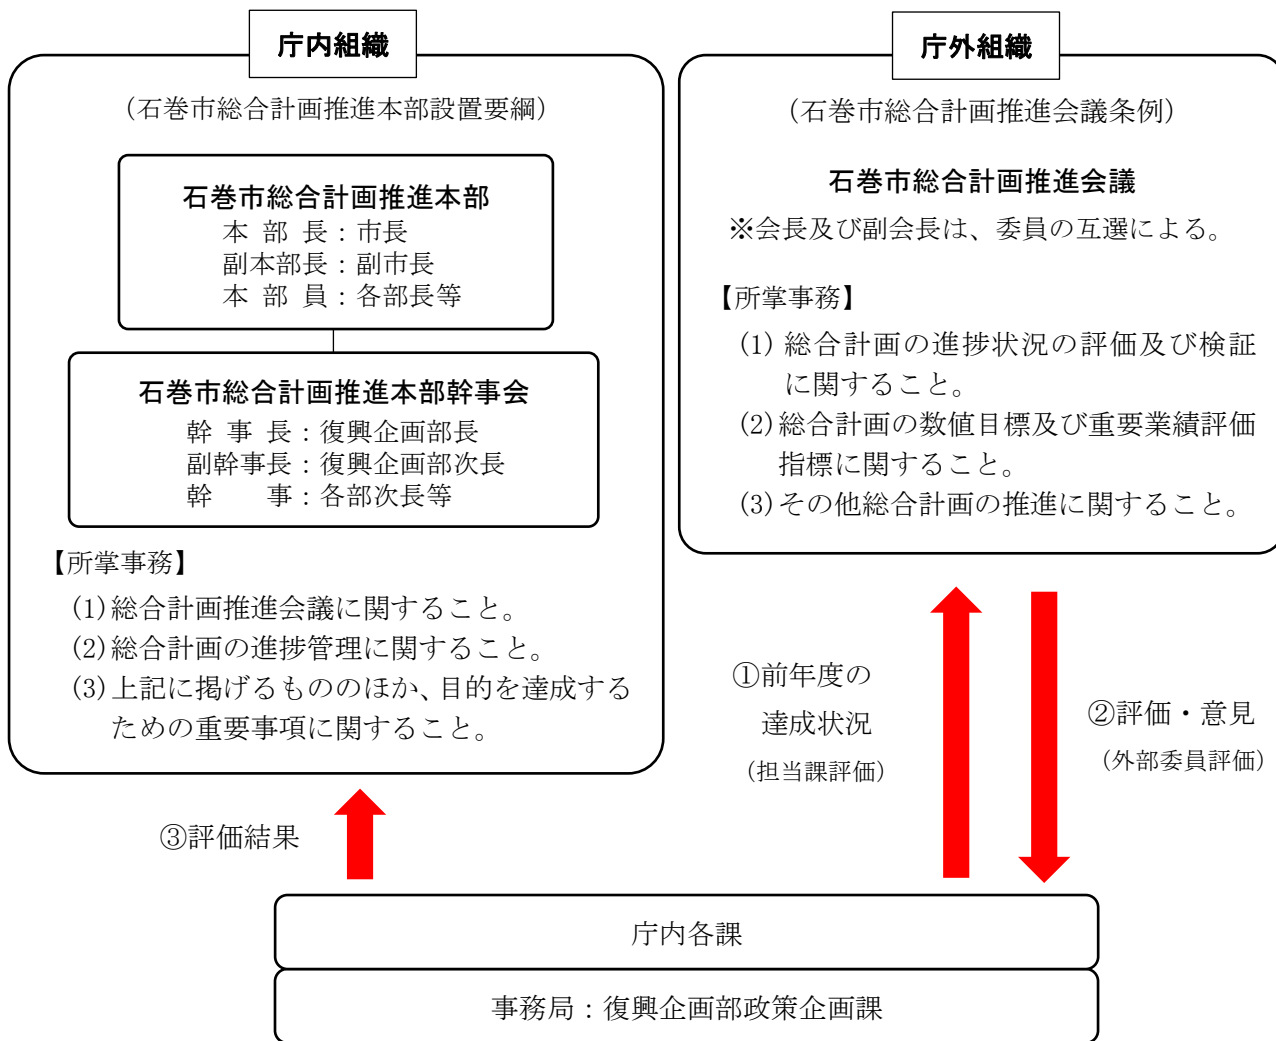 庁内組織
（石巻市総合計画推進本部設置要綱）
石巻市総合計画推進本部
本 部 長：市長
副本部長：副市長
本 部 員：各部長等
石巻市総合計画推進本部幹事会
幹 事 長：復興企画部長
副幹事長：復興企画部次長
幹　　事：各部次長等
【所掌事務】
(1)総合計画推進会議に関すること。
(2)総合計画の進捗管理に関すること。
(3)上記に掲げるもののほか、目的を達成する
ための重要事項に関すること。
庁外組織
（石巻市総合計画推進会議条例）
石巻市総合計画推進会議
※会長及び副会長は、委員の互選による。
【所掌事務】
(1) 総合計画の進捗状況の評価及び検証
に関すること。
(2)総合計画の数値目標及び重要業績評価
指標に関すること。
(3)その他総合計画の推進に関すること。
①前年度の
達成状況
（担当課評価）
②評価・意見
（外部委員評価）
③評価結果
庁内各課
事務局：復興企画部政策企画課